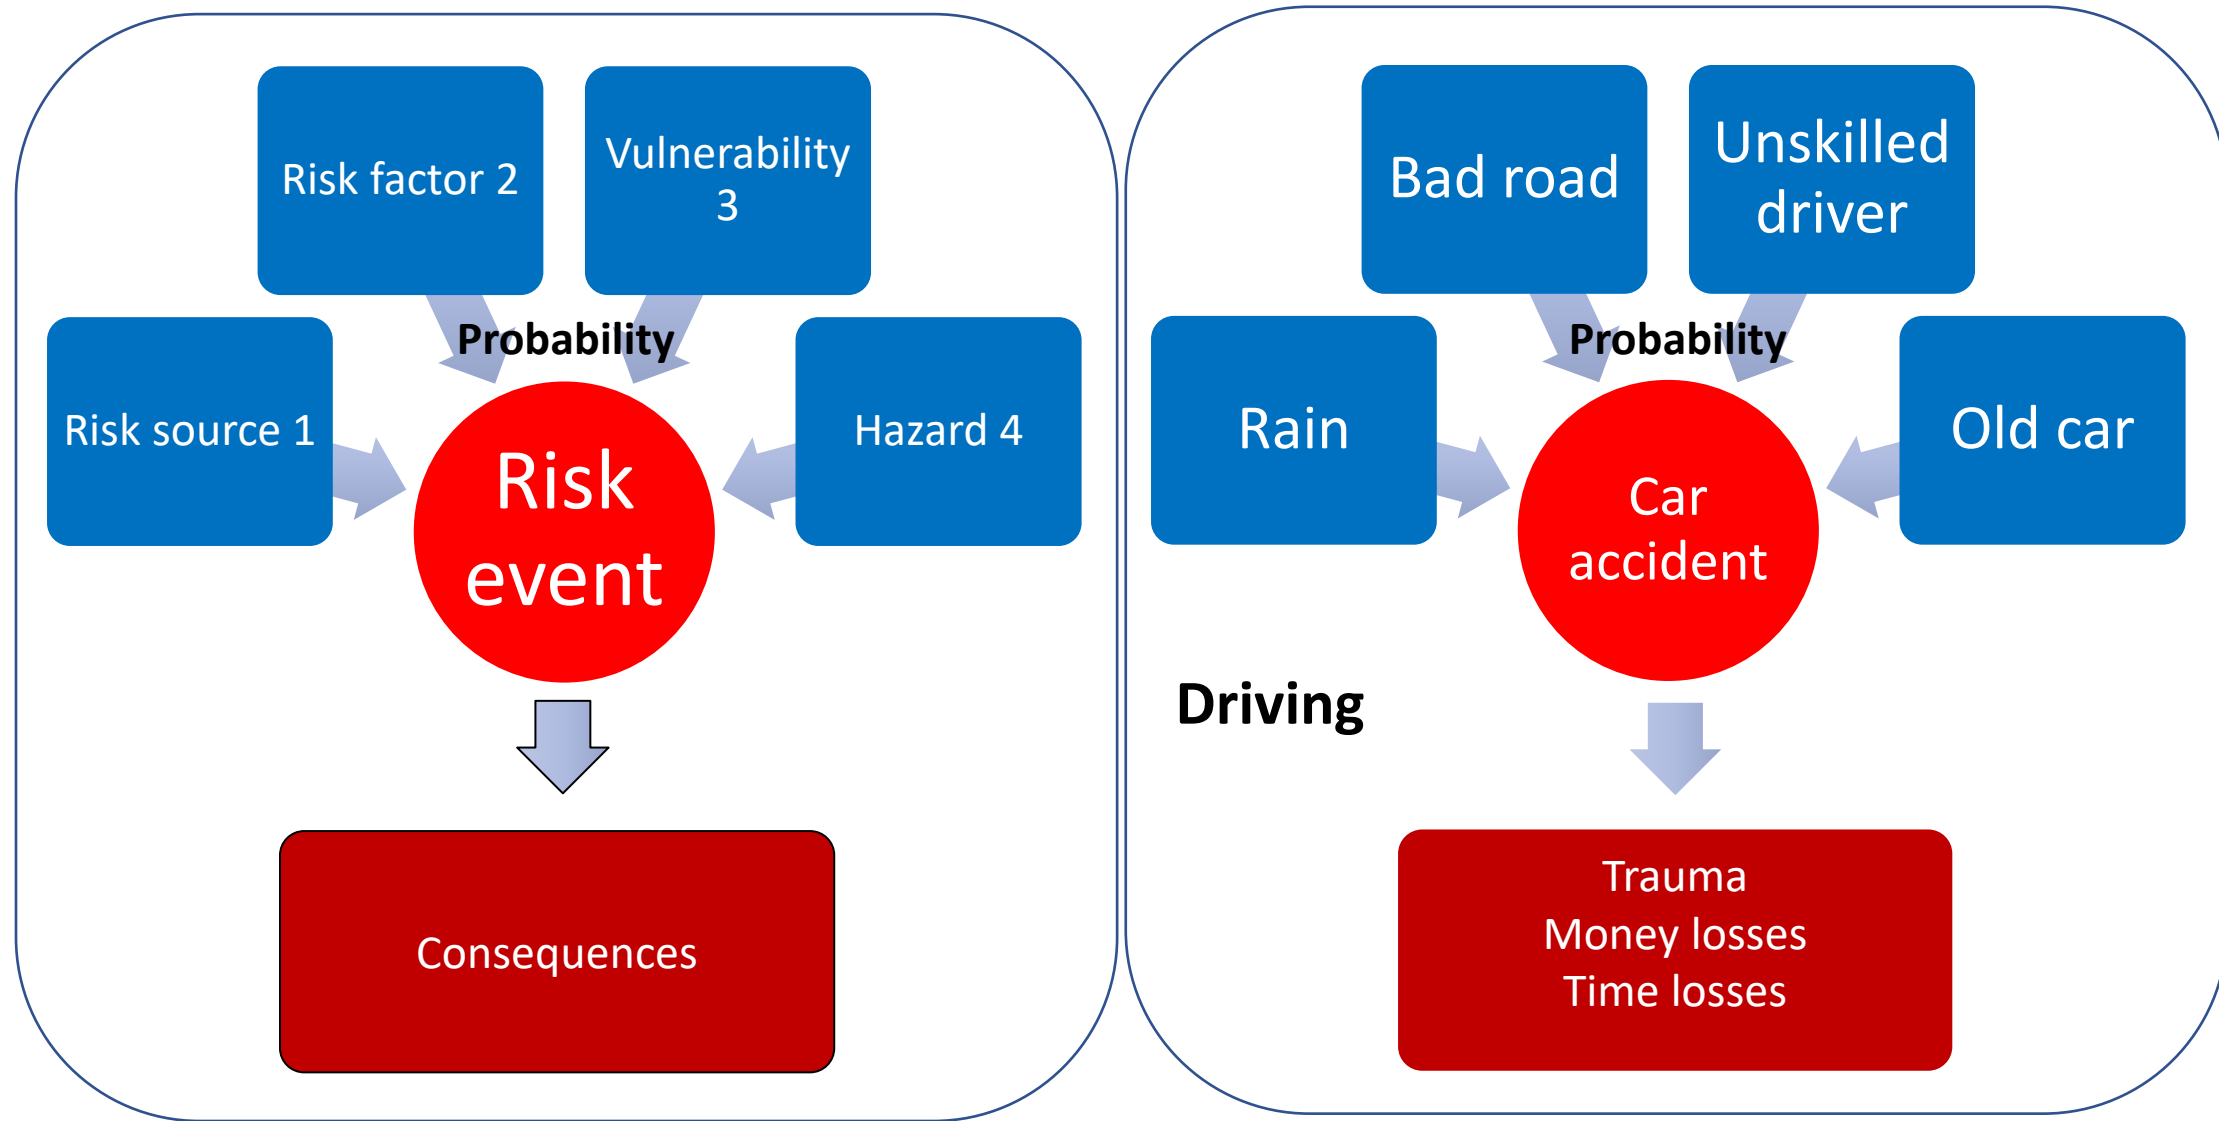 Risk factor 2
Vulnerability
3
Probability
Risk source 1
Hazard 4
Risk
event
Consequences
Bad road
Unskilled
driver
Probability
Rain
Old car
Car
accident
Driving
Trauma
Money losses
Time losses